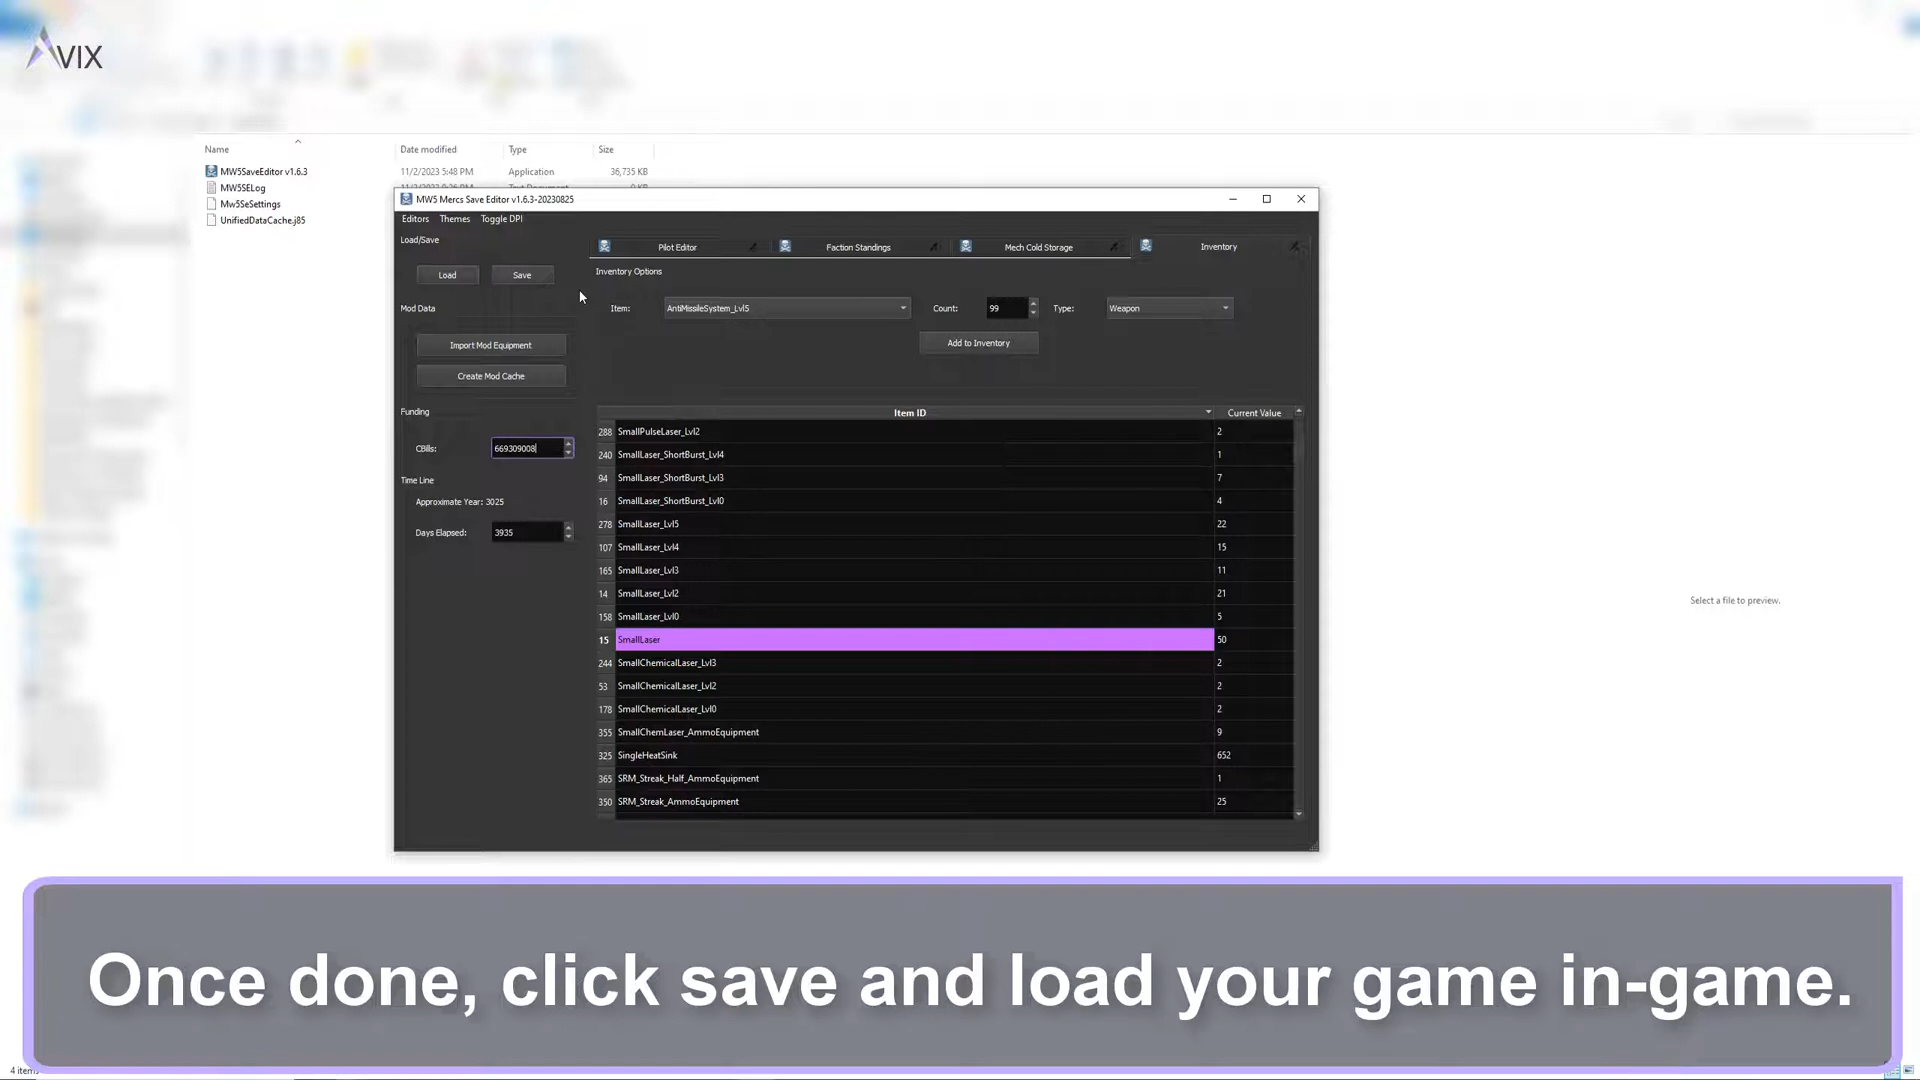 AVIX
Name Date modified Type Size
MW5SaveEditor v1.6.3 11/2/2023 5:48 PM Application 36,735 KB
MW5SELog
Mw5SeSettings
UnifiedDataCache.j85
MW5 Mercs Save Editor v1.6.3-20230825
Editors Themes Toggle DPI
Load/Save
Pilot Editor Faction Standings Mech Cold Storage Inventory
Load Save
Inventory Options
Mod Data
Item: AntiMissileSystem_Lvl5 Count: 99 Type: Weapon
Import Mod Equipment
Add to Inventory
Create Mod Cache
Funding
CBills: 669309008
Time Line
Approximate Year: 3025
Days Elapsed: 3935
Item ID Current Value
288 SmallPulseLaser_Lvl2 2
240 SmallLaser_ShortBurst_Lvl4 1
94 SmallLaser_ShortBurst_Lvl3 7
16 SmallLaser_ShortBurst_Lvl0 4
278 SmallLaser_Lvl5 22
107 SmallLaser_Lvl4 15
165 SmallLaser_Lvl3 11
14 SmallLaser_Lvl2 21
158 SmallLaser_Lvl0 5
15 SmallLaser 50
244 SmallChemicalLaser_Lvl3 2
53 SmallChemicalLaser_Lvl2 2
178 SmallChemicalLaser_Lvl0 2
355 SmallChemLaser_AmmoEquipment 9
325 SingleHeatSink 652
365 SRM_Streak_Half_AmmoEquipment 1
350 SRM_Streak_AmmoEquipment 25
Select a file to preview.
Once done, click save and load your game in-game.
4 items